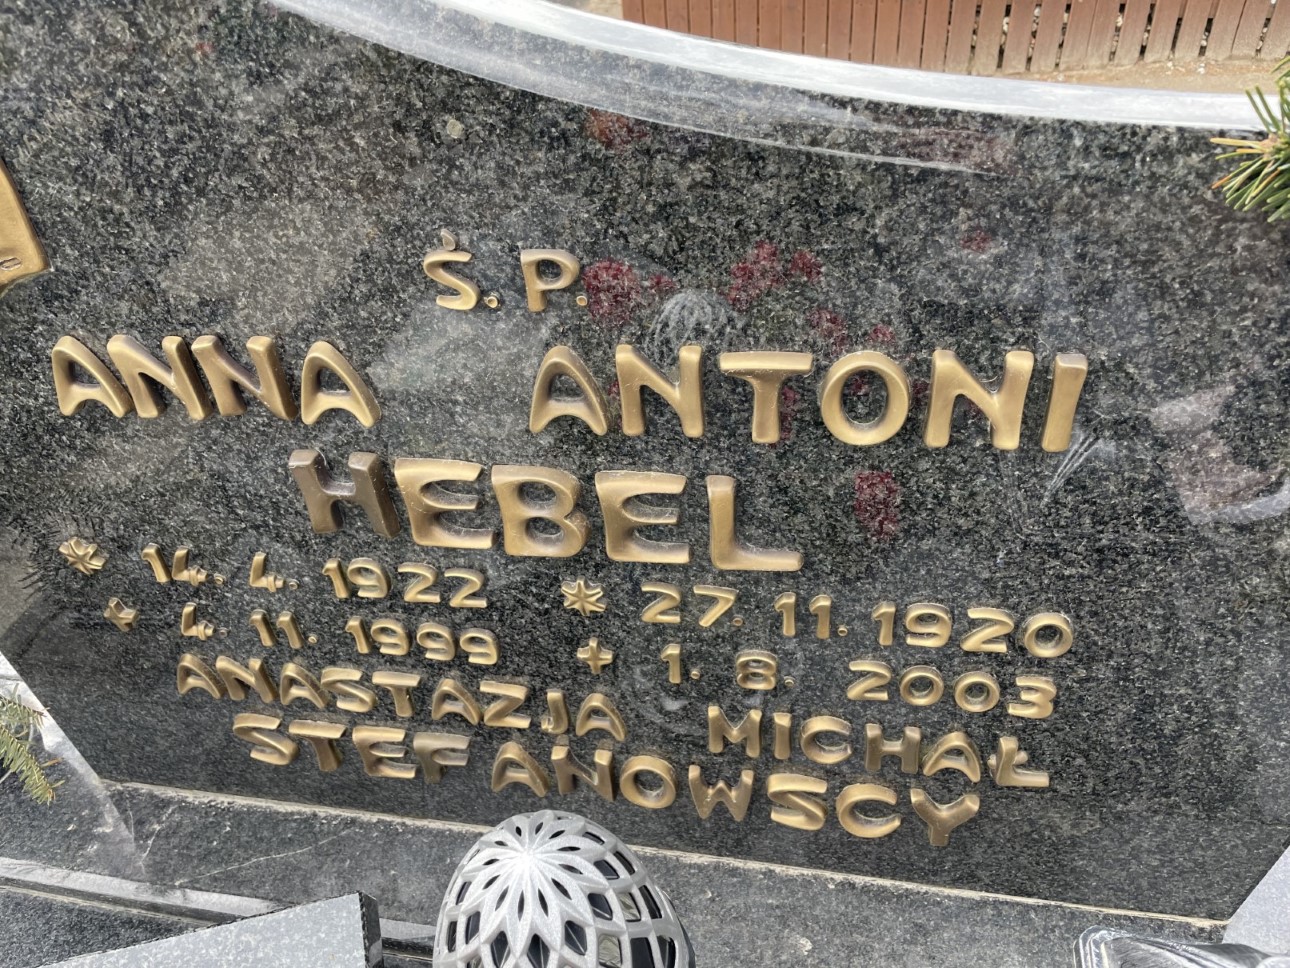 Ś.P.
ANNA ANTONI
HEBEL
* 14. 4. 1922 * 27. 11. 1920
+ 4. 11. 1999 + 1. 8. 2003
ANASTAZJA MICHAŁ
STEFANOWSCY